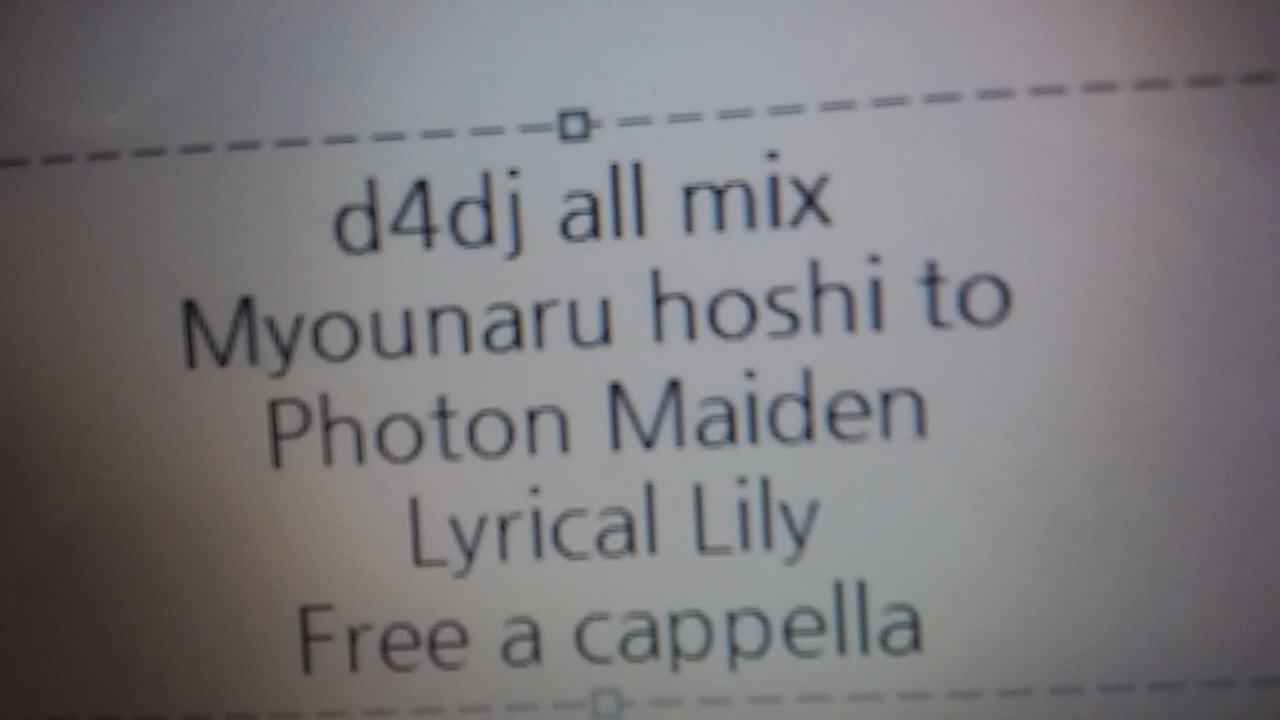 d4dj all mix
Myounaru hoshi to
Photon Maiden
Lyrical Lily
Free a cappella